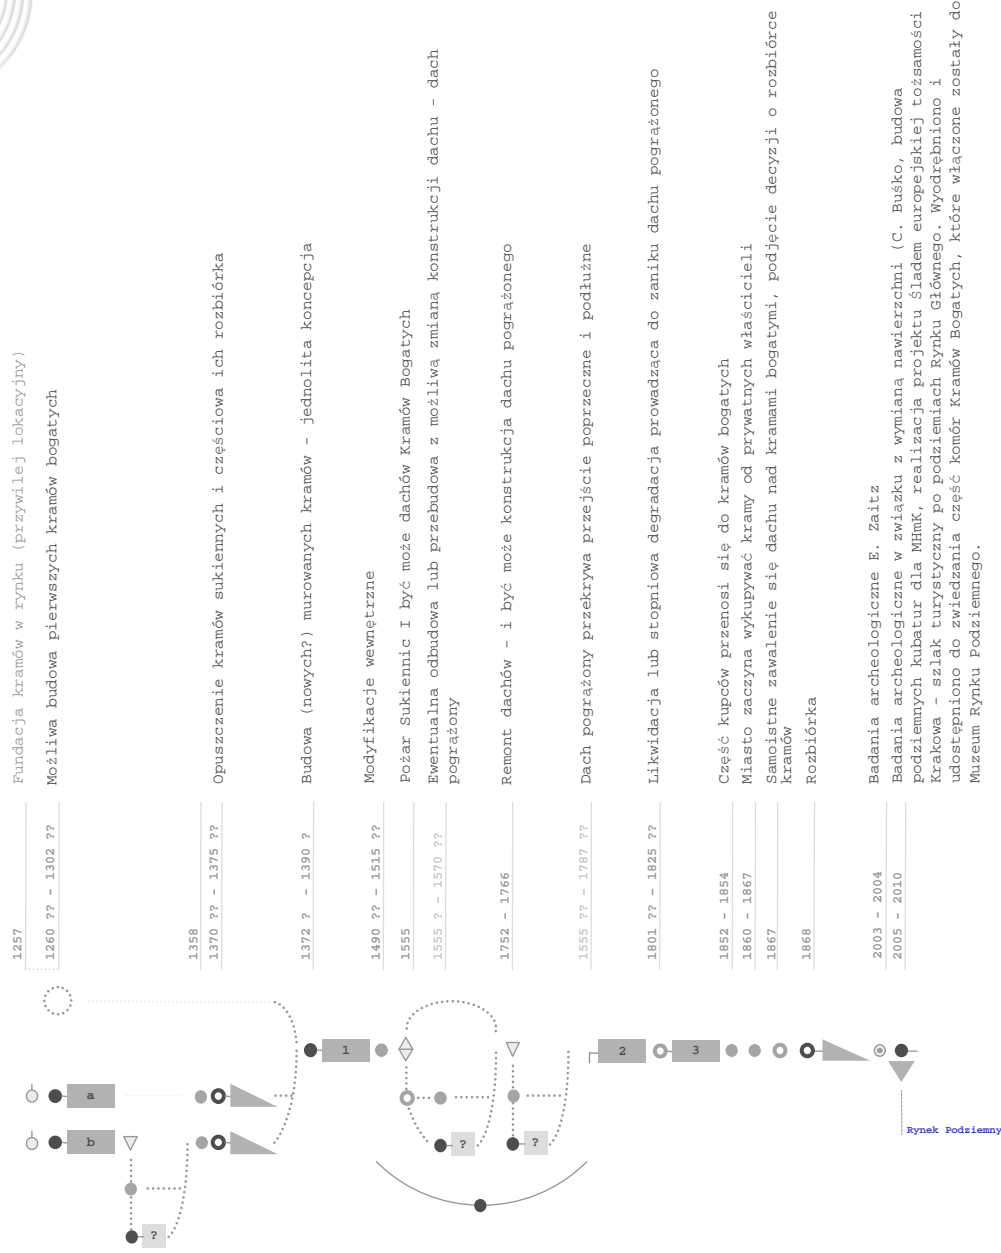 1257
Fundacja kramów w rynku (przywilej lokacyjny)
1260 ?? - 1302 ??
Możliwa budowa pierwszych kramów bogatych
1358
1370 ?? - 1375 ??
Opuszczenie kramów sukiennych i częściowa ich rozbiórka
1372 ? - 1390 ?
Budowa (nowych?) murowanych kramów - jednolita koncepcja
1490 ?? - 1515 ??
Modyfikacje wewnętrzne
1555
Pożar Sukiennic I być może dachów Kramów Bogatych
1555 ? - 1570 ??
Ewentualna odbudowa lub przebudowa z możliwą zmianą konstrukcji dachu - dach
pogrążony
1752 - 1766
Remont dachów - i być może konstrukcja dachu pogrążonego
1555 ?? - 1787 ??
Dach pogrążony przekrywa przejście poprzeczne i podłużne
1801 ?? - 1825 ??
Likwidacja lub stopniowa degradacja prowadząca do zaniku dachu pogrążonego
1852 - 1854
Część kupców przenosi się do kramów bogatych
1860 - 1867
Miasto zaczyna wykupywać kramy od prywatnych właścicieli
1867
Samoistne zawalenie się dachu nad kramami bogatymi, podjęcie decyzji o rozbiórce
kramów
1868
Rozbiórka
2003 - 2004
Badania archeologiczne E. Zaitz
2005 - 2010
Badania archeologiczne w związku z wymianą nawierzchni (C. Buśko, budowa
podziemnych kubatur dla MHmK, realizacja projektu Śladem europejskiej tożsamości
Krakowa - szlak turystyczny po podziemiach Rynku Głównego. Wyodrębniono i
udostępniono do zwiedzania część komór Kramów Bogatych, które włączone zostały do
Muzeum Rynku Podziemnego.
a
b
?
1
?
?
2
3
Rynek Podziemny